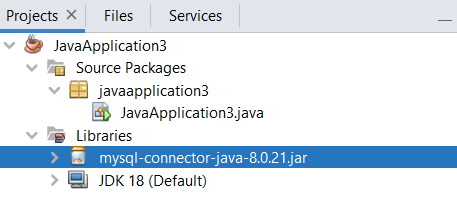 Projects Files Services
JavaApplication3
Source Packages
javaapplication3
JavaApplication3.java
Libraries
mysql-connector-java-8.0.21.jar
JDK 18 (Default)